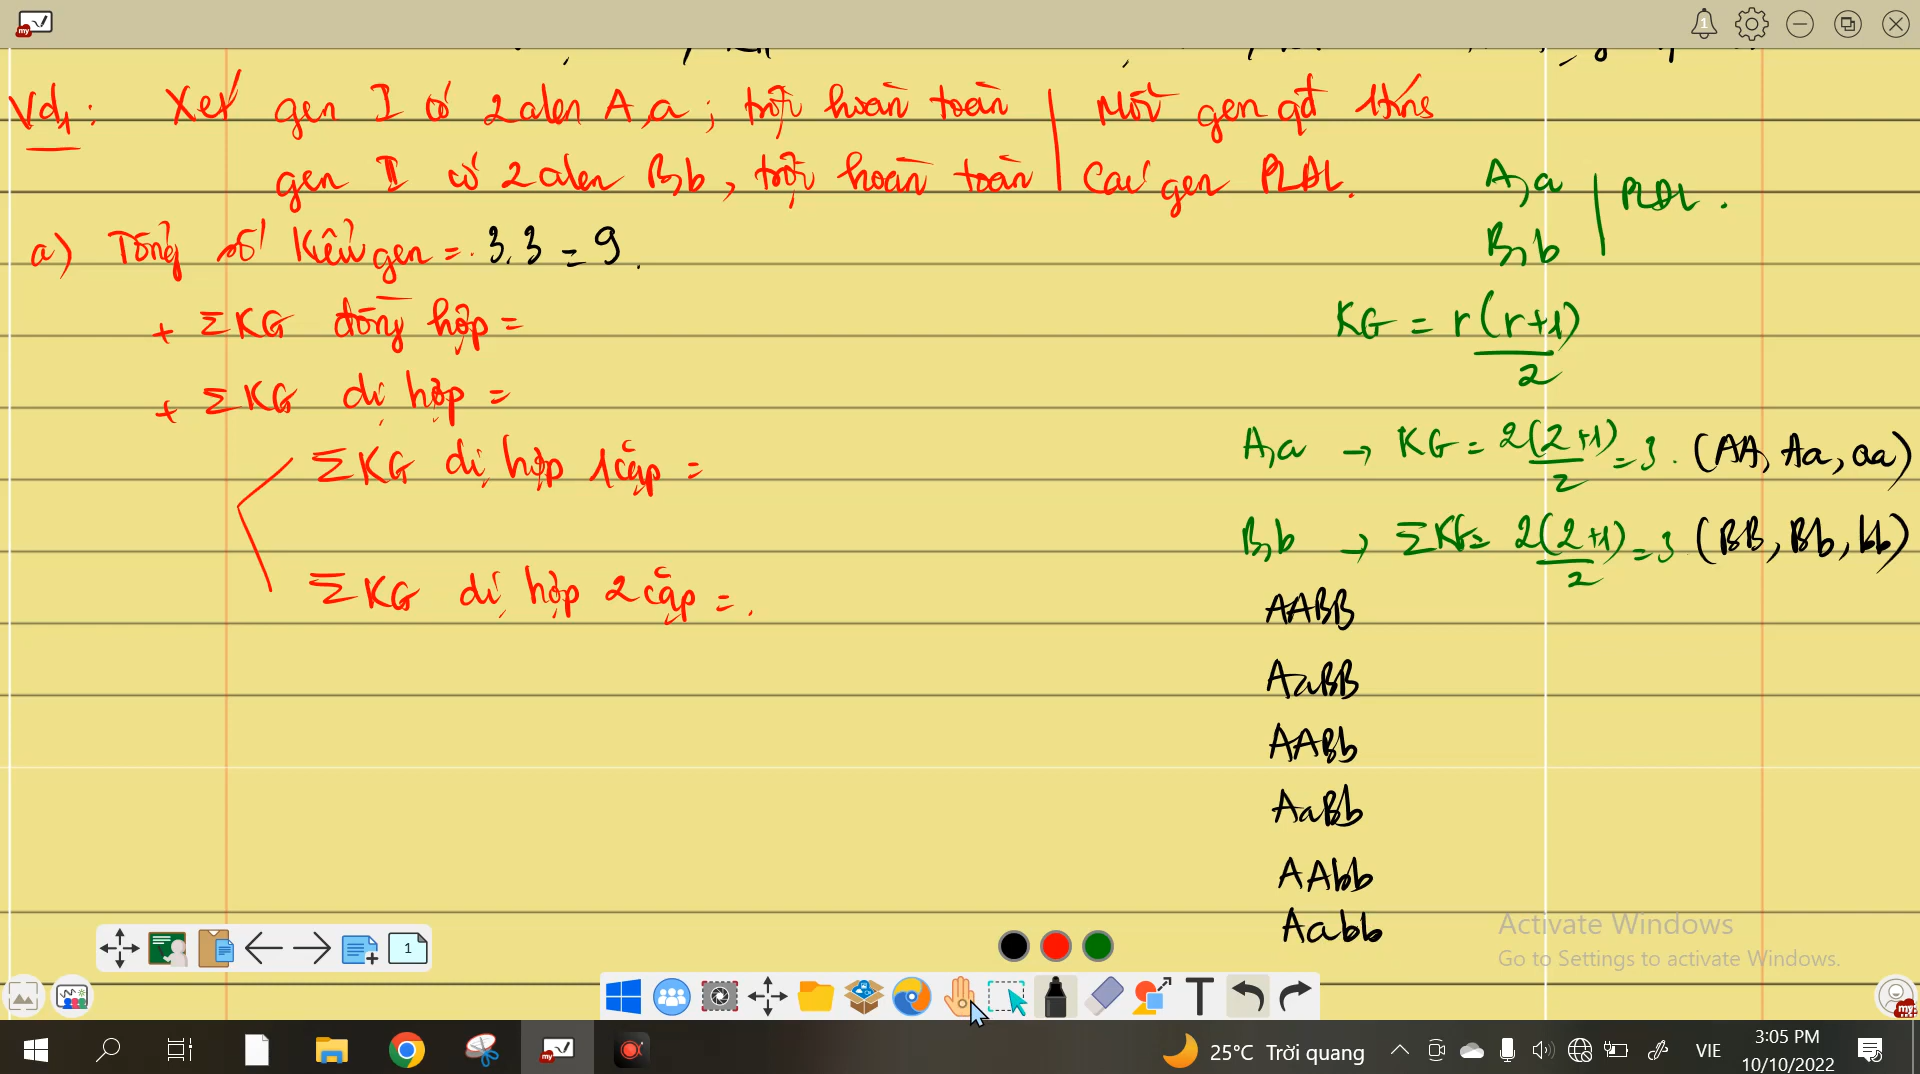 1
Vd₁: Xét gen I có 2 alen A,a; trội hoàn toàn | Mỗi gen qđ 1 tính
gen I có 2 alen B,b, trội hoàn toàn | Các gen PLĐL.
a) Tổng số kiểu gen = 3.3 = 9.
+ ΣKG đồng hợp =
+ ΣKG dị hợp =
ΣKG dị hợp 1 cặp =
ΣKG dị hợp 2 cặp = .
A,a | PLĐL.
B,b
KG = r(r+1)
2
A,a → KG = 2(2+1)/2 = 3. (AA, Aa, aa)
B,b → ΣKG = 2(2+1)/2 = 3 (BB, Bb, bb)
AABB
AaBB
AABb
AaBb
AAbb
Aabb
1
Activate Windows
Go to Settings to activate Windows.
25°C Trời quang
VIE
3:05 PM
10/10/2022